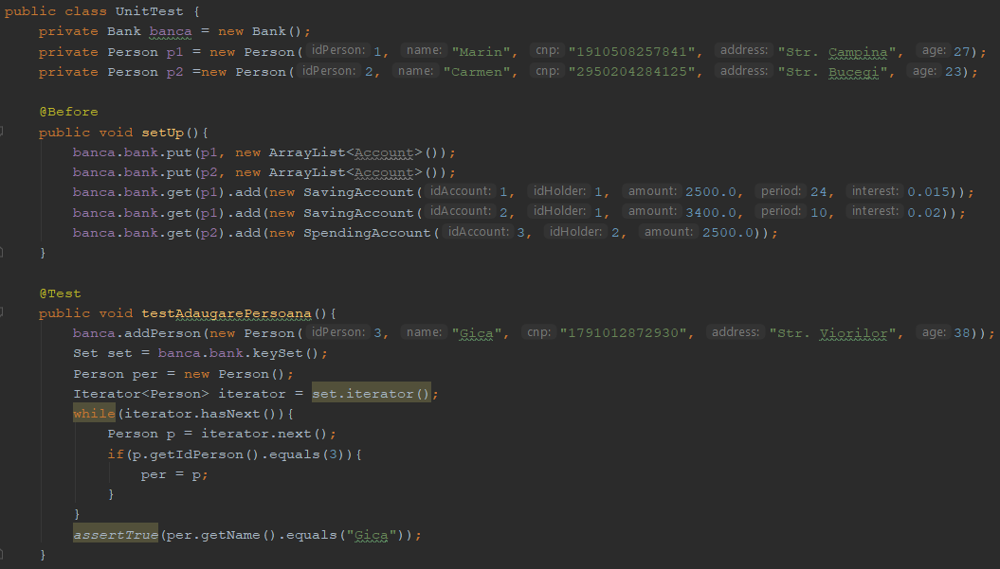 public class UnitTest {
    private Bank banca = new Bank();
    private Person p1 = new Person( idPerson: 1,  name: "Marin",  cnp: "1910508257841",  address: "Str. Campina",  age: 27);
    private Person p2 =new Person( idPerson: 2,  name: "Carmen",  cnp: "2950204284125",  address: "Str. Bucegi",  age: 23);

    @Before
    public void setUp(){
        banca.bank.put(p1, new ArrayList<Account>());
        banca.bank.put(p2, new ArrayList<Account>());
        banca.bank.get(p1).add(new SavingAccount( idAccount: 1,  idHolder: 1,  amount: 2500.0,  period: 24,  interest: 0.015));
        banca.bank.get(p1).add(new SavingAccount( idAccount: 2,  idHolder: 1,  amount: 3400.0,  period: 10,  interest: 0.02));
        banca.bank.get(p2).add(new SpendingAccount( idAccount: 3,  idHolder: 2,  amount: 2500.0));
    }

    @Test
    public void testAdaugarePersoana(){
        banca.addPerson(new Person( idPerson: 3,  name: "Gica",  cnp: "1791012872930",  address: "Str. Viorilor",  age: 38));
        Set set = banca.bank.keySet();
        Person per = new Person();
        Iterator<Person> iterator = set.iterator();
        while(iterator.hasNext()){
            Person p = iterator.next();
            if(p.getIdPerson().equals(3)){
                per = p;
            }
        }
        assertTrue(per.getName().equals("Gica"));
    }